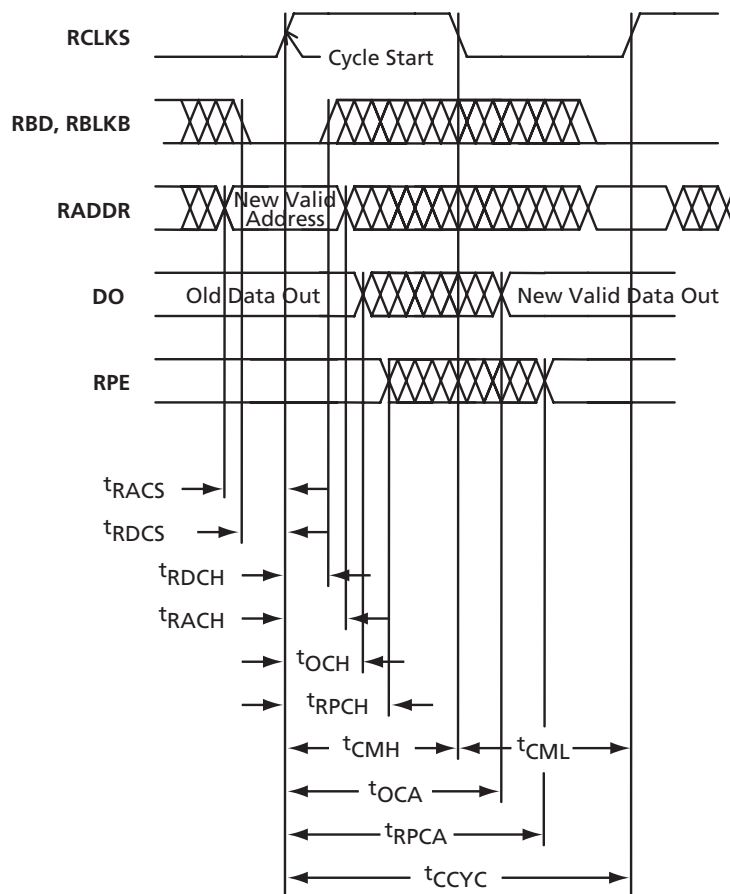 RCLKS
Cycle Start
RBD, RBLKB
RADDR
New Valid
Address
DO
Old Data Out
New Valid Data Out
RPE
tRACS
tRDCS
tRDCH
tRACH
tOCH
tRPCH
tCMH
tCML
tOCA
tRPCA
tCCYC